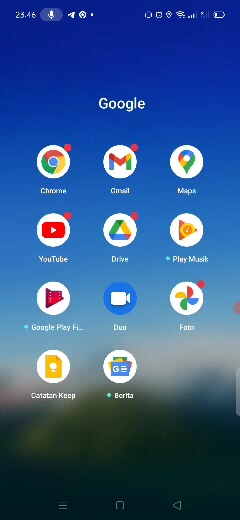 23.46
Google
Chrome
Gmail
Maps
YouTube
Drive
Play Musik
Google Play Fi...
Duo
Foto
Catatan Keep
Berita